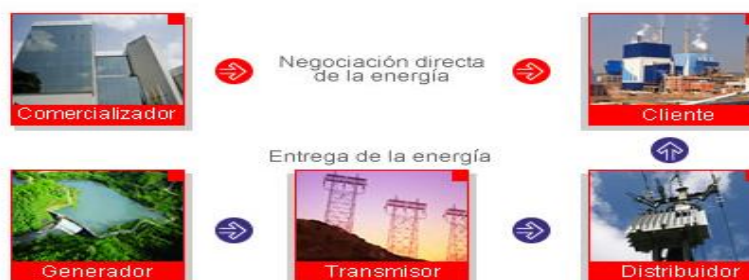 Negociación directa
de la energía
Comercializador
Cliente
Entrega de la energía
Generador
Transmisor
Distribuidor